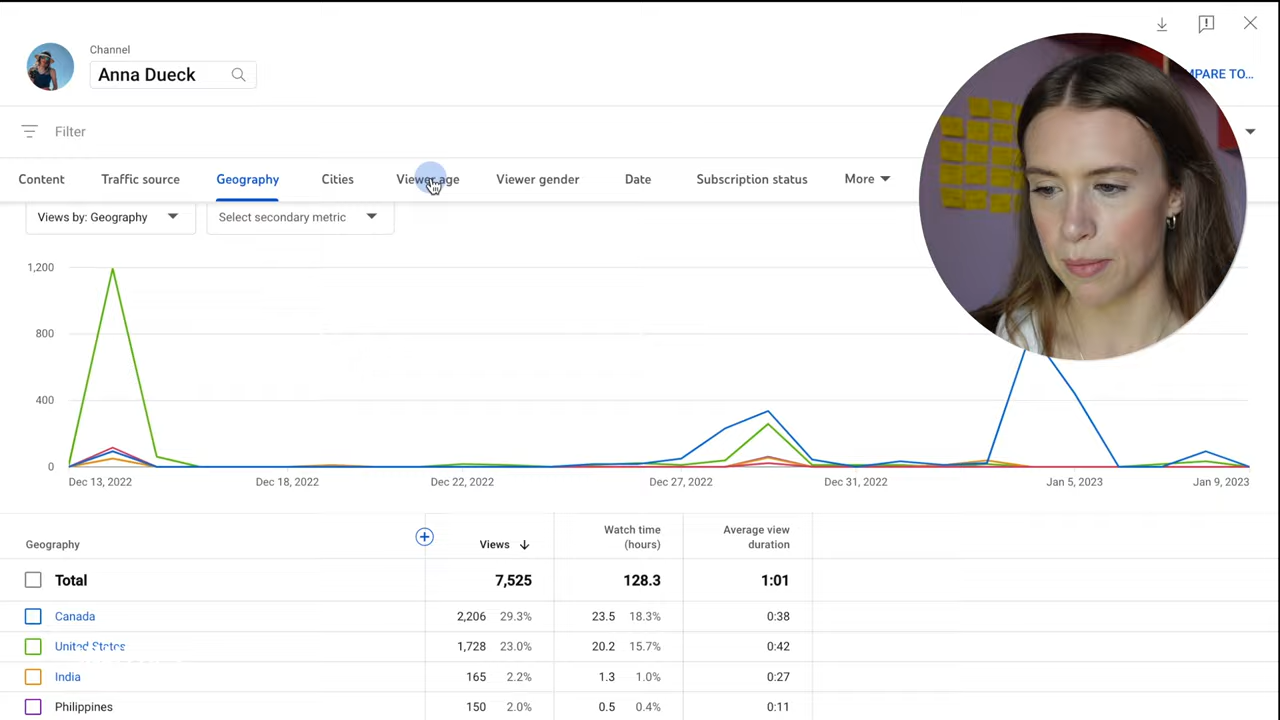 Channel
Anna Dueck
MPARE TO...
Filter
Content Traffic source Geography Cities Viewer age Viewer gender Date Subscription status More
Views by: Geography Select secondary metric
1,200
800
400
0
Dec 13, 2022 Dec 18, 2022 Dec 22, 2022 Dec 27, 2022 Dec 31, 2022 Jan 5, 2023 Jan 9, 2023
Geography Views Watch time (hours) Average view duration
Total 7,525 128.3 1:01
Canada 2,206 29.3% 23.5 18.3% 0:38
United States 1,728 23.0% 20.2 15.7% 0:42
India 165 2.2% 1.3 1.0% 0:27
Philippines 150 2.0% 0.5 0.4% 0:11